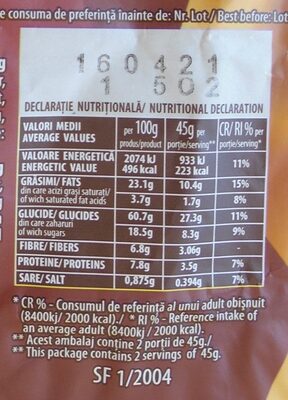 e consuma de preferință înainte de: Nr. Lot / Best before: Lot
160421
1 502
DECLARAȚIE NUTRIȚIONALĂ/ NUTRITIONAL DECLARATION
VALORI MEDII AVERAGE VALUES per 100g produs/product 45g per porție/serving** CR/RI % per porție/serving*
VALOARE ENERGETICĂ ENERGETIC VALUE 2074 kJ 496 kcal 933 kJ 223 kcal 11%
GRĂSIMI/ FATS 23.1g 10.4g 15%
din care acizi grași saturați/ of wich saturated fats acids 3.7g 1.7g 8%
GLUCIDE/ GLUCIDES 60.7g 27.3g 11%
din care zaharuri of wich sugars 18.5g 8.3g 9%
FIBRE/ FIBERS 6.8g 3.06g -
PROTEINE/ PROTEINS 7.8g 3.5g 7%
SARE/ SALT 0,875g 0.394g 7%
* CR % - Consumul de referință al unui adult obișnuit
(8400kj / 2000 kcal)./ * RI % - Reference intake of
an average adult (8400kj / 2000 kcal).
** Acest ambalaj conține 2 porții de 45g./
** This package contains 2 servings of 45g.
SF 1/2004